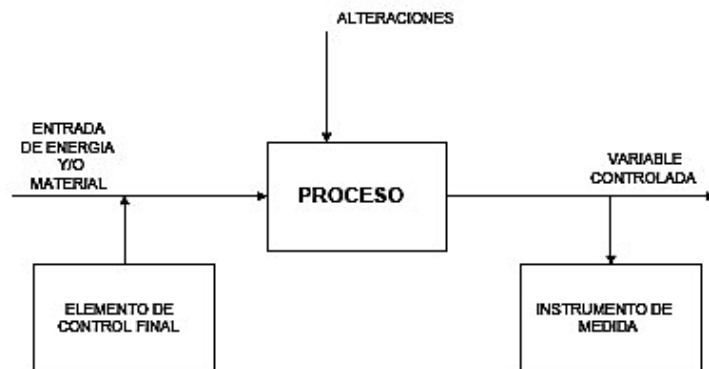 ALTERACIONES
ENTRADA
DE ENERGIA
Y/O
MATERIAL
PROCESO
VARIABLE
CONTROLADA
ELEMENTO DE
CONTROL FINAL
INSTRUMENTO DE
MEDIDA